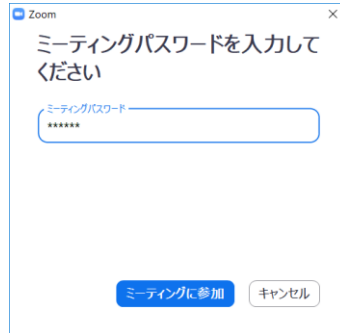 Zoom
ミーティングパスワードを入力して
ください
ミーティングパスワード
******
ミーティングに参加
キャンセル